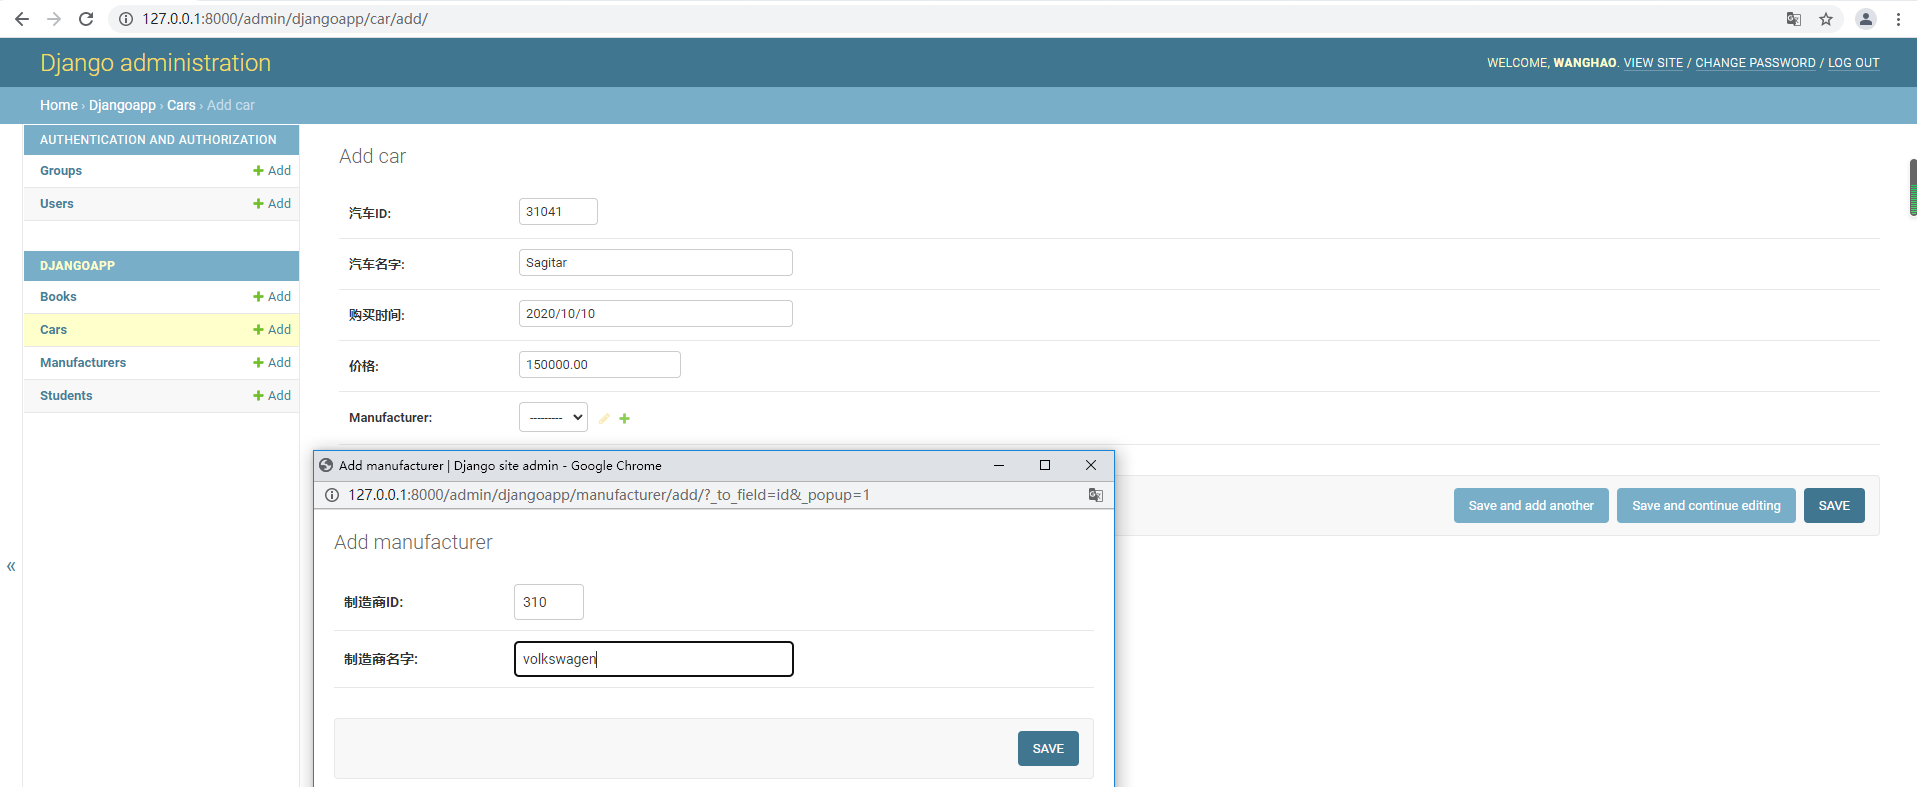 127.0.0.1:8000/admin/djangoapp/car/add/
Django administration
WELCOME, WANGHAO. VIEW SITE / CHANGE PASSWORD / LOG OUT
Home › Djangoapp › Cars › Add car
AUTHENTICATION AND AUTHORIZATION
Groups Add
Users Add
DJANGOAPP
Books Add
Cars Add
Manufacturers Add
Students Add
«
Add car
汽车ID: 31041
汽车名字: Sagitar
购买时间: 2020/10/10
价格: 150000.00
Manufacturer: ---------
Save and add another Save and continue editing SAVE
Add manufacturer | Django site admin - Google Chrome
127.0.0.1:8000/admin/djangoapp/manufacturer/add/?_to_field=id&_popup=1
Add manufacturer
制造商ID: 310
制造商名字: volkswagen
SAVE